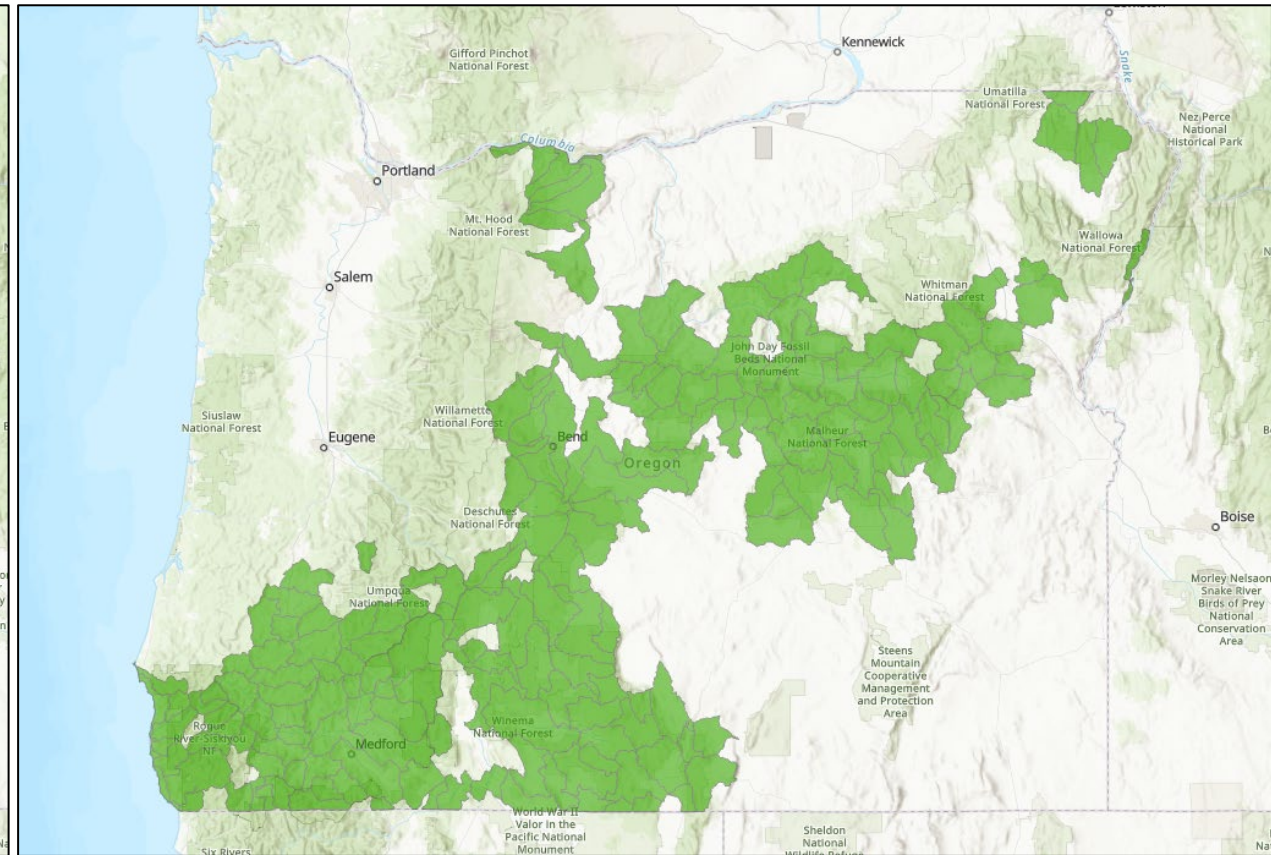 Kennewick
Snake
Gifford Pinchot
National Forest
Umatilla
National Forest
Nez Perce
National
Historical Park
Columbia
Portland
Mt. Hood
National Forest
Wallowa
National Forest
Salem
Whitman
National Forest
John Day Fossil
Beds National
Monument
Siuslaw
National Forest
Willamette
National Forest
Eugene
Bend
Malheur
National Forest
Oregon
Deschutes
National Forest
Boise
Umpqua
National Forest
Morley Nelson
Snake River
Birds of Prey
National
Conservation
Area
Steens
Mountain
Cooperative
Management
and Protection
Area
Rogue
River-Siskiyou
NF
Winema
National Forest
Medford
World War II
Valor in the
Pacific National
Monument
Six Rivers
Sheldon
National
Wildlife Refuge